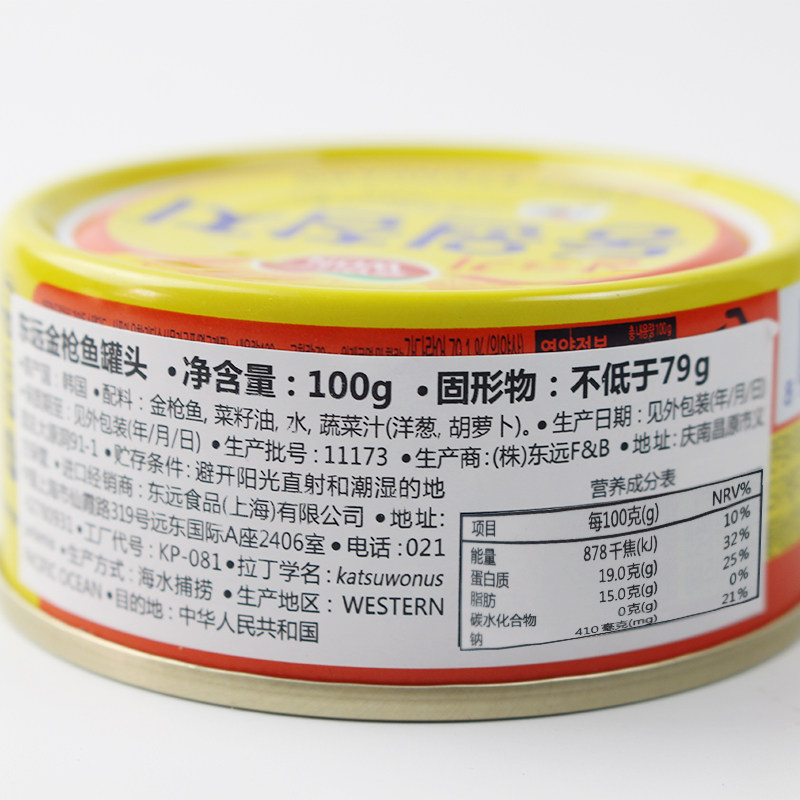 东远金枪鱼罐头 •净含量：100g •固形物：不低于79g
韩国•配料：金枪鱼, 菜籽油, 水, 蔬菜汁(洋葱, 胡萝卜)。•生产日期：见外包装(年/月/日)
见外包装(年/月/日) •生产批号：11173 •生产商：(株)东远F&B •地址：庆南昌原市义
91-1 •贮存条件：避开阳光直射和潮湿的地
•进口经销商：东远食品(上海)有限公司 •地址：
上海市仙霞路319号远东国际A座2406室•电话：021
•工厂代号：KP-081•拉丁学名：katsuwonus
•生产方式：海水捕捞 •生产地区：WESTERN
OCEAN •目的地：中华人民共和国
营养成分表
项目 每100克(g) NRV%
能量 878千焦(kJ) 10%
蛋白质 19.0克(g) 32%
脂肪 15.0克(g) 25%
碳水化合物 0克(g) 0%
钠 410毫克(mg) 21%